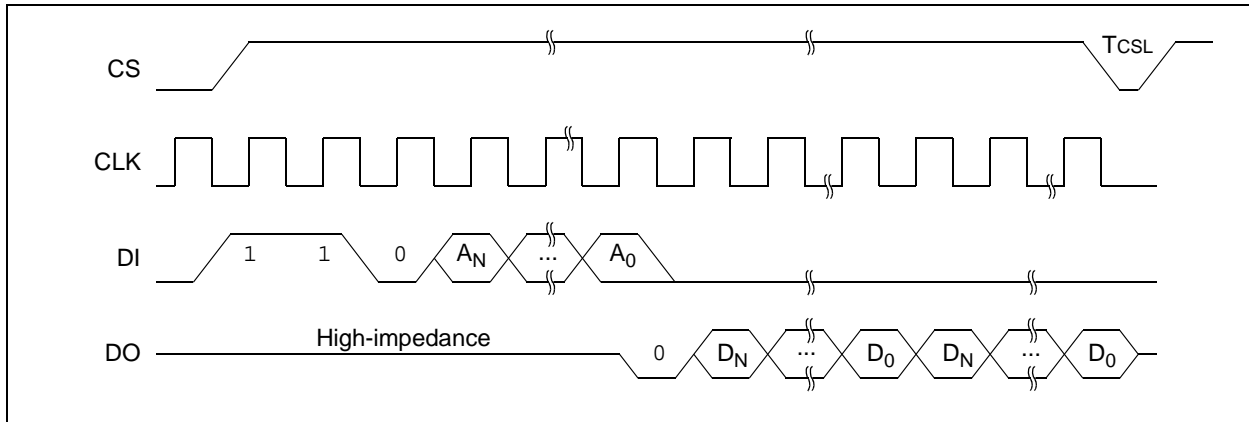 CS TCSL
CLK
DI 1 1 0 AN ... A0
High-impedance
DO 0 DN ... D0 DN ... D0